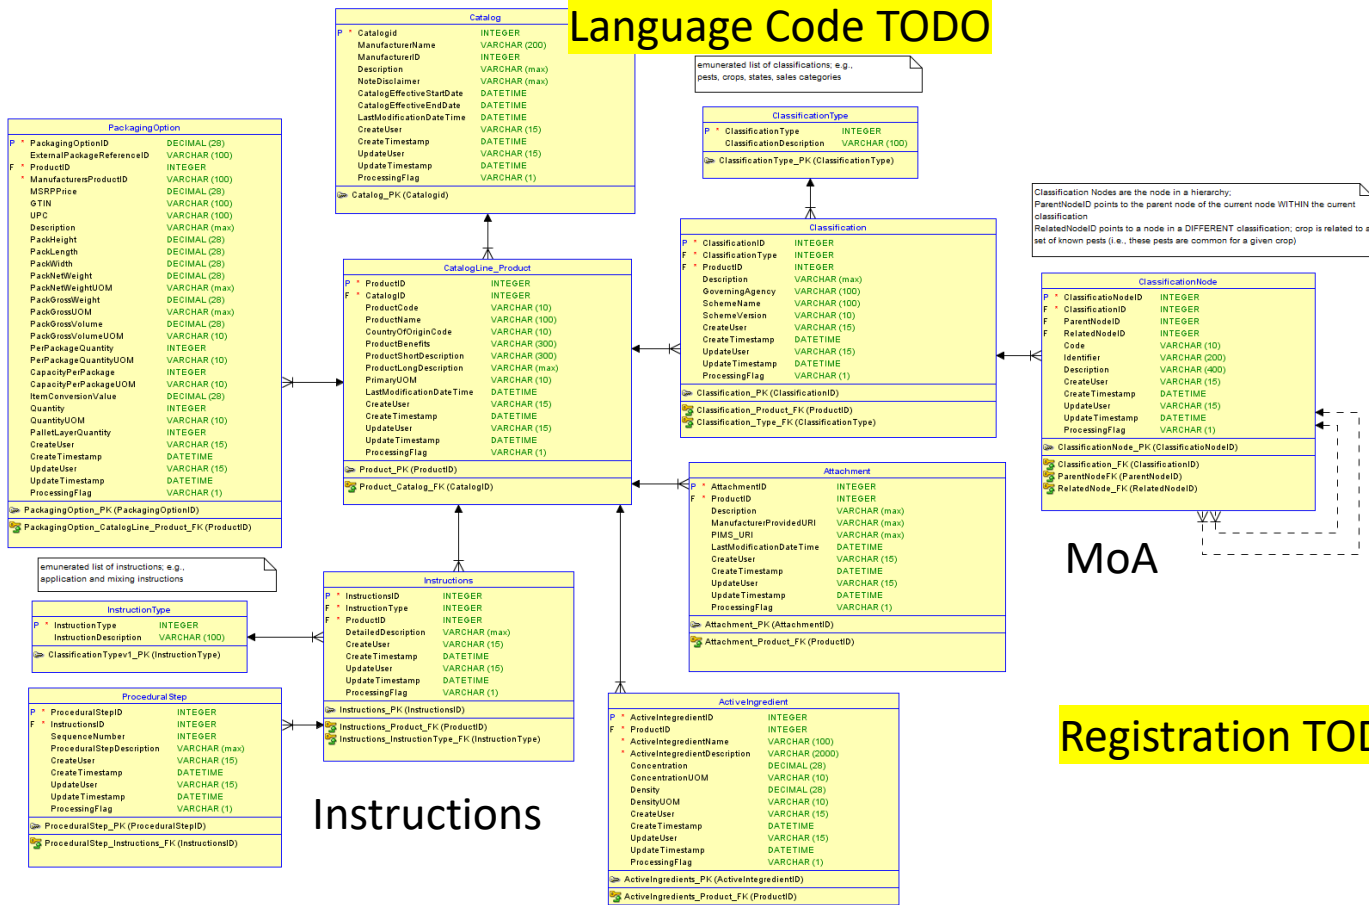 Language Code TODO
Catalog
P * Catalogid INTEGER
ManufacturerName VARCHAR (200)
ManufacturerID INTEGER
Description VARCHAR (max)
NoteDisclaimer VARCHAR (max)
CatalogEffectiveStartDate DATETIME
CatalogEffectiveEndDate DATETIME
LastModificationDateTime DATETIME
CreateUser VARCHAR (15)
CreateTimestamp DATETIME
UpdateUser VARCHAR (15)
UpdateTimestamp DATETIME
ProcessingFlag VARCHAR (1)
Catalog_PK (Catalogid)
emunerated list of classifications; e.g.,
pests, crops, states, sales categories
ClassificationType
P * ClassificationType INTEGER
ClassificationDescription VARCHAR (100)
ClassificationType_PK (ClassificationType)
PackagingOption
P * PackagingOptionID DECIMAL (28)
ExternalPackageReferenceID VARCHAR (100)
F * ProductID INTEGER
* ManufacturersProductID VARCHAR (100)
MSRPPrice DECIMAL (28)
GTIN VARCHAR (100)
UPC VARCHAR (100)
Description VARCHAR (max)
PackHeight DECIMAL (28)
PackLength DECIMAL (28)
PackWidth DECIMAL (28)
PackNetWeight DECIMAL (28)
PackNetWeightUOM VARCHAR (max)
PackGrossWeight DECIMAL (28)
PackGrossUOM VARCHAR (max)
PackGrossVolume DECIMAL (28)
PackGrossVolumeUOM VARCHAR (10)
PerPackageQuantity INTEGER
PerPackageQuantityUOM VARCHAR (10)
CapacityPerPackage INTEGER
CapacityPerPackageUOM VARCHAR (10)
ItemConversionValue DECIMAL (28)
Quantity INTEGER
QuantityUOM VARCHAR (10)
PalletLayerQuantity INTEGER
CreateUser VARCHAR (15)
CreateTimestamp DATETIME
UpdateUser VARCHAR (15)
UpdateTimestamp DATETIME
ProcessingFlag VARCHAR (1)
PackagingOption_PK (PackagingOptionID)
PackagingOption_CatalogLine_Product_FK (ProductID)
CatalogLine_Product
P * ProductID INTEGER
F * CatalogID INTEGER
ProductCode VARCHAR (10)
ProductName VARCHAR (100)
CountryOfOriginCode VARCHAR (10)
ProductBenefits VARCHAR (300)
ProductShortDescription VARCHAR (300)
ProductLongDescription VARCHAR (max)
PrimaryUOM VARCHAR (10)
LastModificationDateTime DATETIME
CreateUser VARCHAR (15)
CreateTimestamp DATETIME
UpdateUser VARCHAR (15)
UpdateTimestamp DATETIME
ProcessingFlag VARCHAR (1)
Product_PK (ProductID)
Product_Catalog_FK (CatalogID)
Classification
P * ClassificationID INTEGER
F * ClassificationType INTEGER
F * ProductID INTEGER
Description VARCHAR (max)
GoverningAgency VARCHAR (100)
SchemeName VARCHAR (100)
SchemeVersion VARCHAR (10)
CreateUser VARCHAR (15)
CreateTimestamp DATETIME
UpdateUser VARCHAR (15)
UpdateTimestamp DATETIME
ProcessingFlag VARCHAR (1)
Classification_PK (ClassificationID)
Classification_Product_FK (ProductID)
Classification_Type_FK (ClassificationType)
Classification Nodes are the node in a hierarchy;
ParentNodeID points to the parent node of the current node WITHIN the current
classification
RelatedNodeID points to a node in a DIFFERENT classification; crop is related to a
set of known pests (i.e., these pests are common for a given crop)
ClassificationNode
P * ClassificatioNodeID INTEGER
F * ClassificationID INTEGER
F ParentNodeID INTEGER
F RelatedNodeID INTEGER
Code VARCHAR (10)
Identifier VARCHAR (200)
Description VARCHAR (400)
CreateUser VARCHAR (15)
CreateTimestamp DATETIME
UpdateUser VARCHAR (15)
UpdateTimestamp DATETIME
ProcessingFlag VARCHAR (1)
ClassificationNode_PK (ClassificatioNodeID)
Classification_FK (ClassificationID)
ParentNodeFK (ParentNodeID)
RelatedNode_FK (RelatedNodeID)
MoA
Attachment
P * AttachmentID INTEGER
F * ProductID INTEGER
Description VARCHAR (max)
ManufacturerProvidedURI VARCHAR (max)
PIMS_URI VARCHAR (max)
LastModificationDateTime DATETIME
CreateUser VARCHAR (15)
CreateTimestamp DATETIME
UpdateUser VARCHAR (15)
UpdateTimestamp DATETIME
ProcessingFlag VARCHAR (1)
Attachment_PK (AttachmentID)
Attachment_Product_FK (ProductID)
emunerated list of instructions; e.g.,
application and mixing instructions
InstructionType
P * InstructionType INTEGER
InstructionDescription VARCHAR (100)
ClassificationTypev1_PK (InstructionType)
Instructions
P * InstructionsID INTEGER
F * InstructionType INTEGER
F * ProductID INTEGER
DetailedDescription VARCHAR (max)
CreateUser VARCHAR (15)
CreateTimestamp DATETIME
UpdateUser VARCHAR (15)
UpdateTimestamp DATETIME
ProcessingFlag VARCHAR (1)
Instructions_PK (InstructionsID)
Instructions_Product_FK (ProductID)
Instructions_InstructionType_FK (InstructionType)
ProceduralStep
P * ProceduralStepID INTEGER
F * InstructionsID INTEGER
SequenceNumber INTEGER
ProceduralStepDescription VARCHAR (max)
CreateUser VARCHAR (15)
CreateTimestamp DATETIME
UpdateUser VARCHAR (15)
UpdateTimestamp DATETIME
ProcessingFlag VARCHAR (1)
ProceduralStep_PK (ProceduralStepID)
ProceduralStep_Instructions_FK (InstructionsID)
Instructions
ActiveIngredient
P * ActiveIntegredientID INTEGER
F * ProductID INTEGER
* ActiveIntegredientName VARCHAR (100)
* ActiveIntegredientDescription VARCHAR (2000)
Concentration DECIMAL (28)
ConcentrationUOM VARCHAR (10)
Density DECIMAL (28)
DensityUOM VARCHAR (10)
CreateUser VARCHAR (15)
CreateTimestamp DATETIME
UpdateUser VARCHAR (15)
UpdateTimestamp DATETIME
ProcessingFlag VARCHAR (1)
ActiveIngredients_PK (ActiveIntegredientID)
ActiveIngredients_Product_FK (ProductID)
Registration TOD